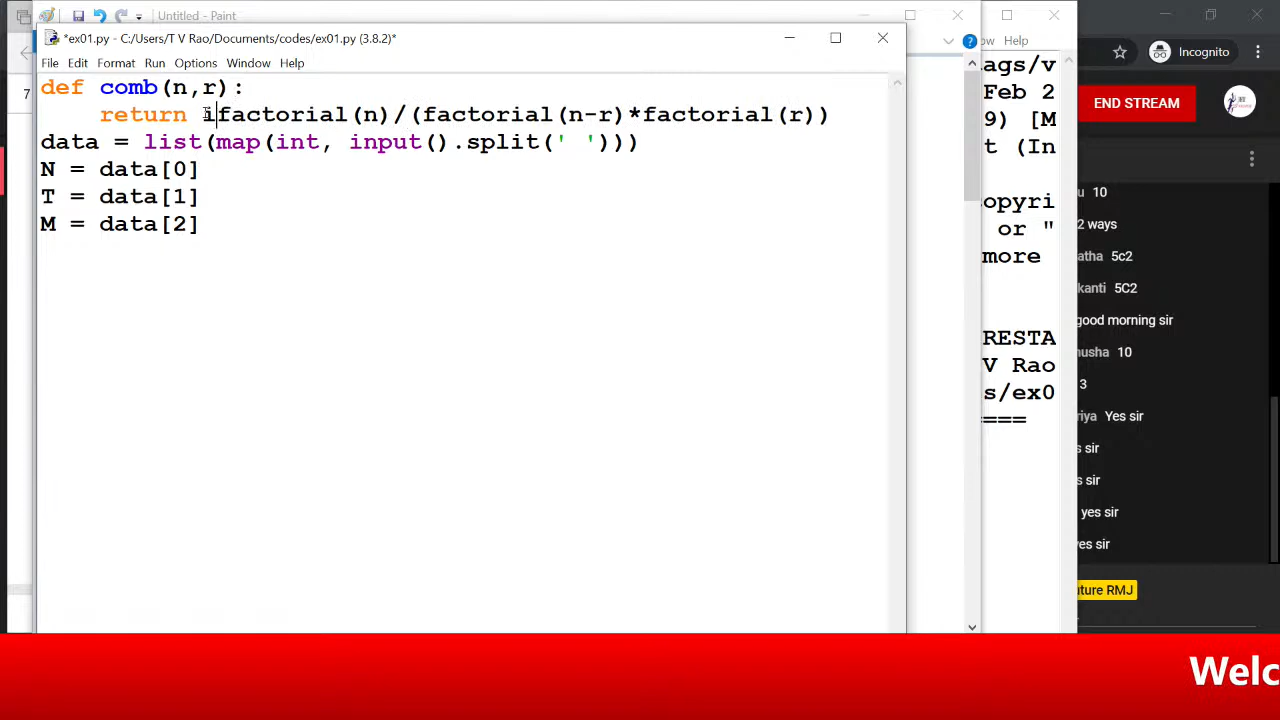 Untitled - Paint
*ex01.py - C:/Users/T V Rao/Documents/codes/ex01.py (3.8.2)*
File Edit Format Run Options Window Help
def comb(n,r):
return ifactorial(n)/(factorial(n-r)*factorial(r))
data = list(map(int, input().split(' ')))
N = data[0]
T = data[1]
M = data[2]
7
ow Help
ags/v
Feb 2
9) [M
t (In
opyri
or "
more
RESTA
V Rao
s/ex0
====
Incognito
END STREAM
u 10
2 ways
atha 5c2
kanti 5C2
good morning sir
nusha 10
3
riya Yes sir
s sir
s sir
yes sir
yes sir
uture RMJ
Welc